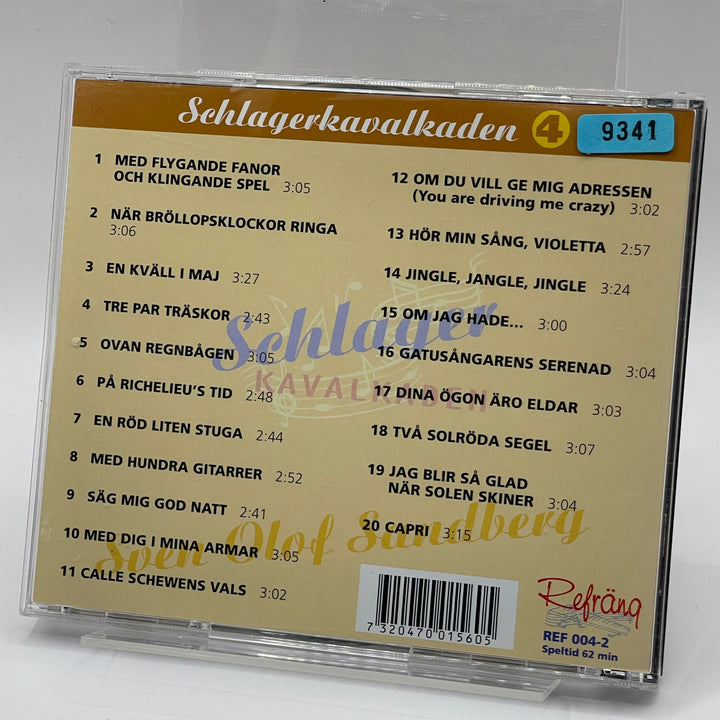 Schlagerkavalkaden 4
9341
1 MED FLYGANDE FANOR
OCH KLINGANDE SPEL 3:05
2 NÄR BRÖLLOPSKLOCKOR RINGA
3:06
3 EN KVÄLL I MAJ 3:27
4 TRE PAR TRÄSKOR 2:43
5 OVAN REGNBÅGEN 3:05
6 PÅ RICHELIEU'S TID 2:48
7 EN RÖD LITEN STUGA 2:44
8 MED HUNDRA GITARRER 2:52
9 SÄG MIG GOD NATT 2:41
10 MED DIG I MINA ARMAR 3:05
11 CALLE SCHEWENS VALS 3:02
12 OM DU VILL GE MIG ADRESSEN
(You are driving me crazy) 3:02
13 HÖR MIN SÅNG, VIOLETTA 2:57
14 JINGLE, JANGLE, JINGLE 3:24
15 OM JAG HADE... 3:00
16 GATUSÅNGARENS SERENAD 3:04
17 DINA ÖGON ÄRO ELDAR 3:03
18 TVÅ SOLRÖDA SEGEL 3:07
19 JAG BLIR SÅ GLAD
NÄR SOLEN SKINER 3:04
20 CAPRI 3:15
Schlager
KAVALKADEN
Sven Olof Sandberg
7 320470 015605
Refräng
REF 004-2
Speltid 62 min